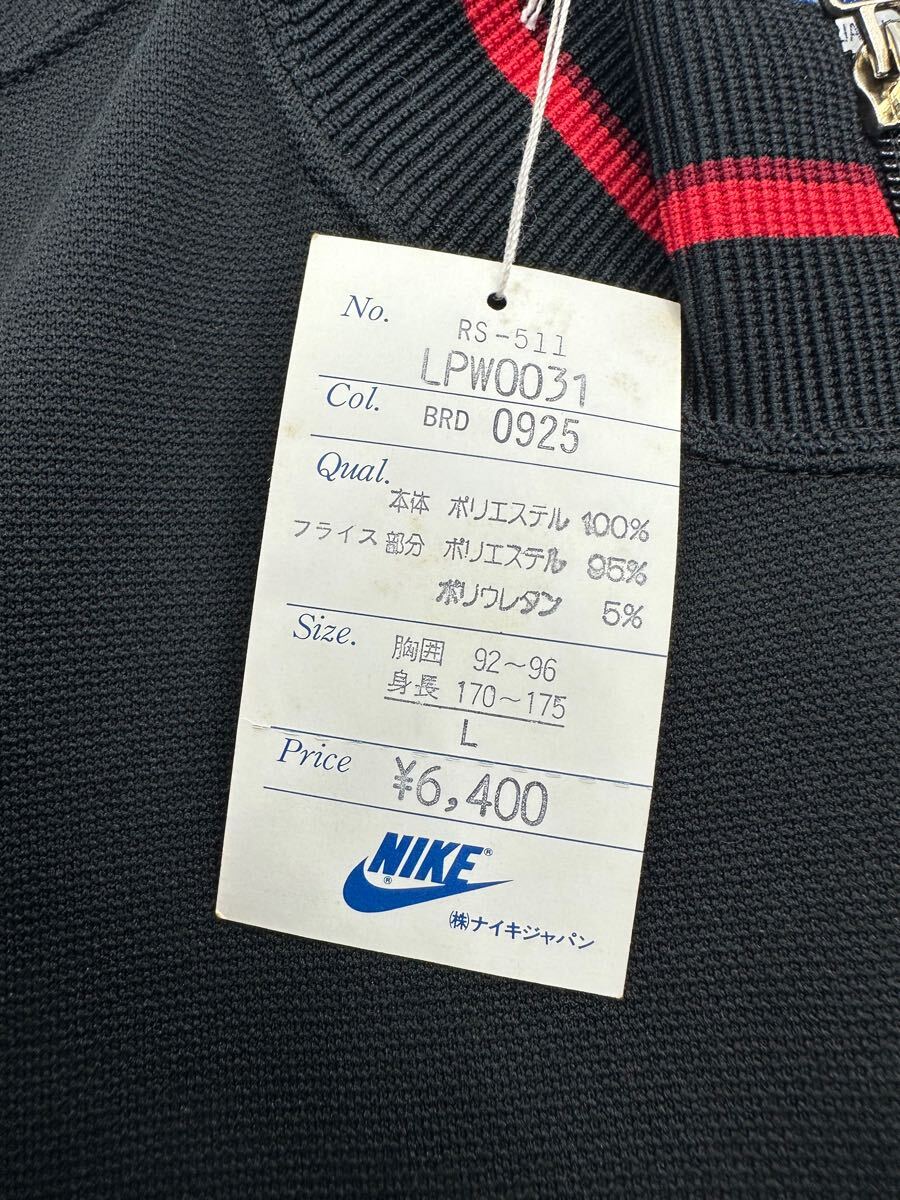 No. RS-511
LPW0031
Col. BRD 0925
Qual.
本体 ポリエステル 100%
フライス部分 ポリエステル 95%
ポリウレタン 5%
Size.
胸囲 92~96
身長 170~175
L
Price ¥6,400
NIKE®
®
(株)ナイキジャパン